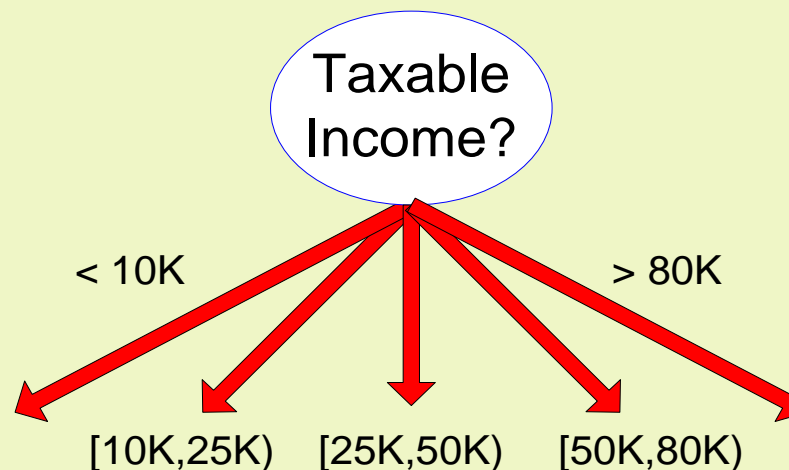 Taxable
Income?
< 10K
> 80K
[10K,25K)
[25K,50K)
[50K,80K)